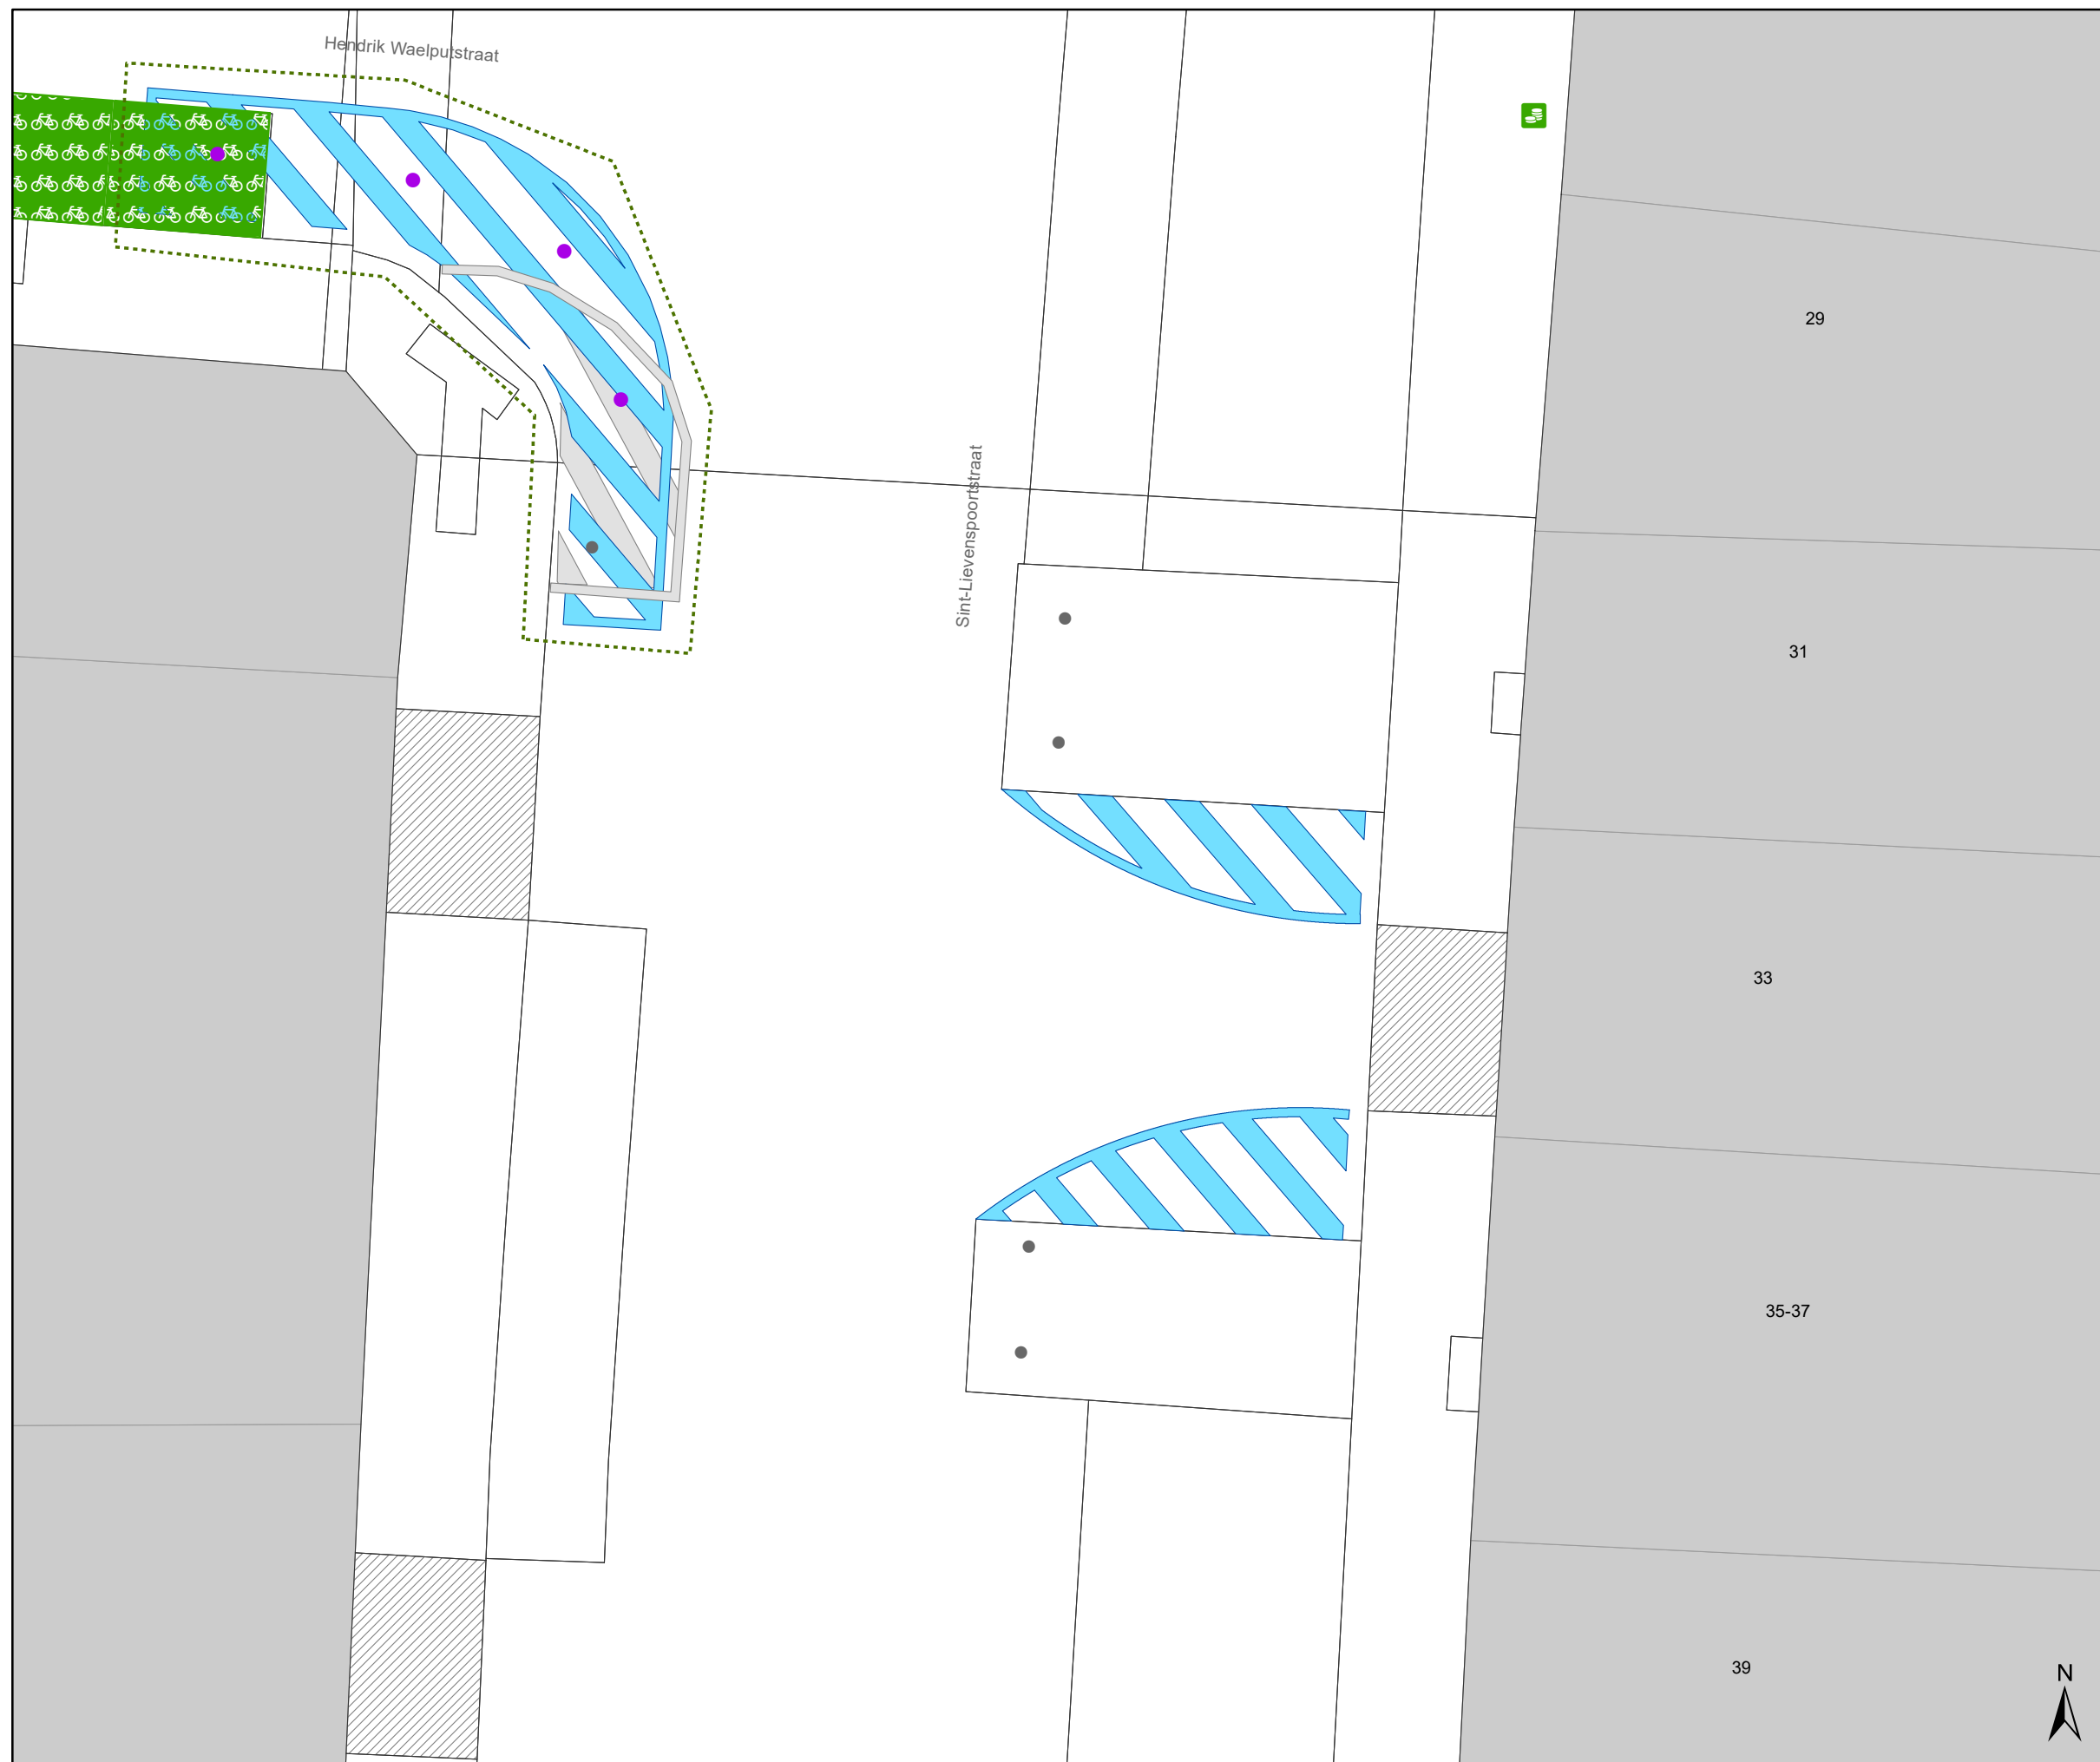 Hendrik Waelputstraat
29
Sint-Lievenspoortstraat
31
33
35-37
39
N